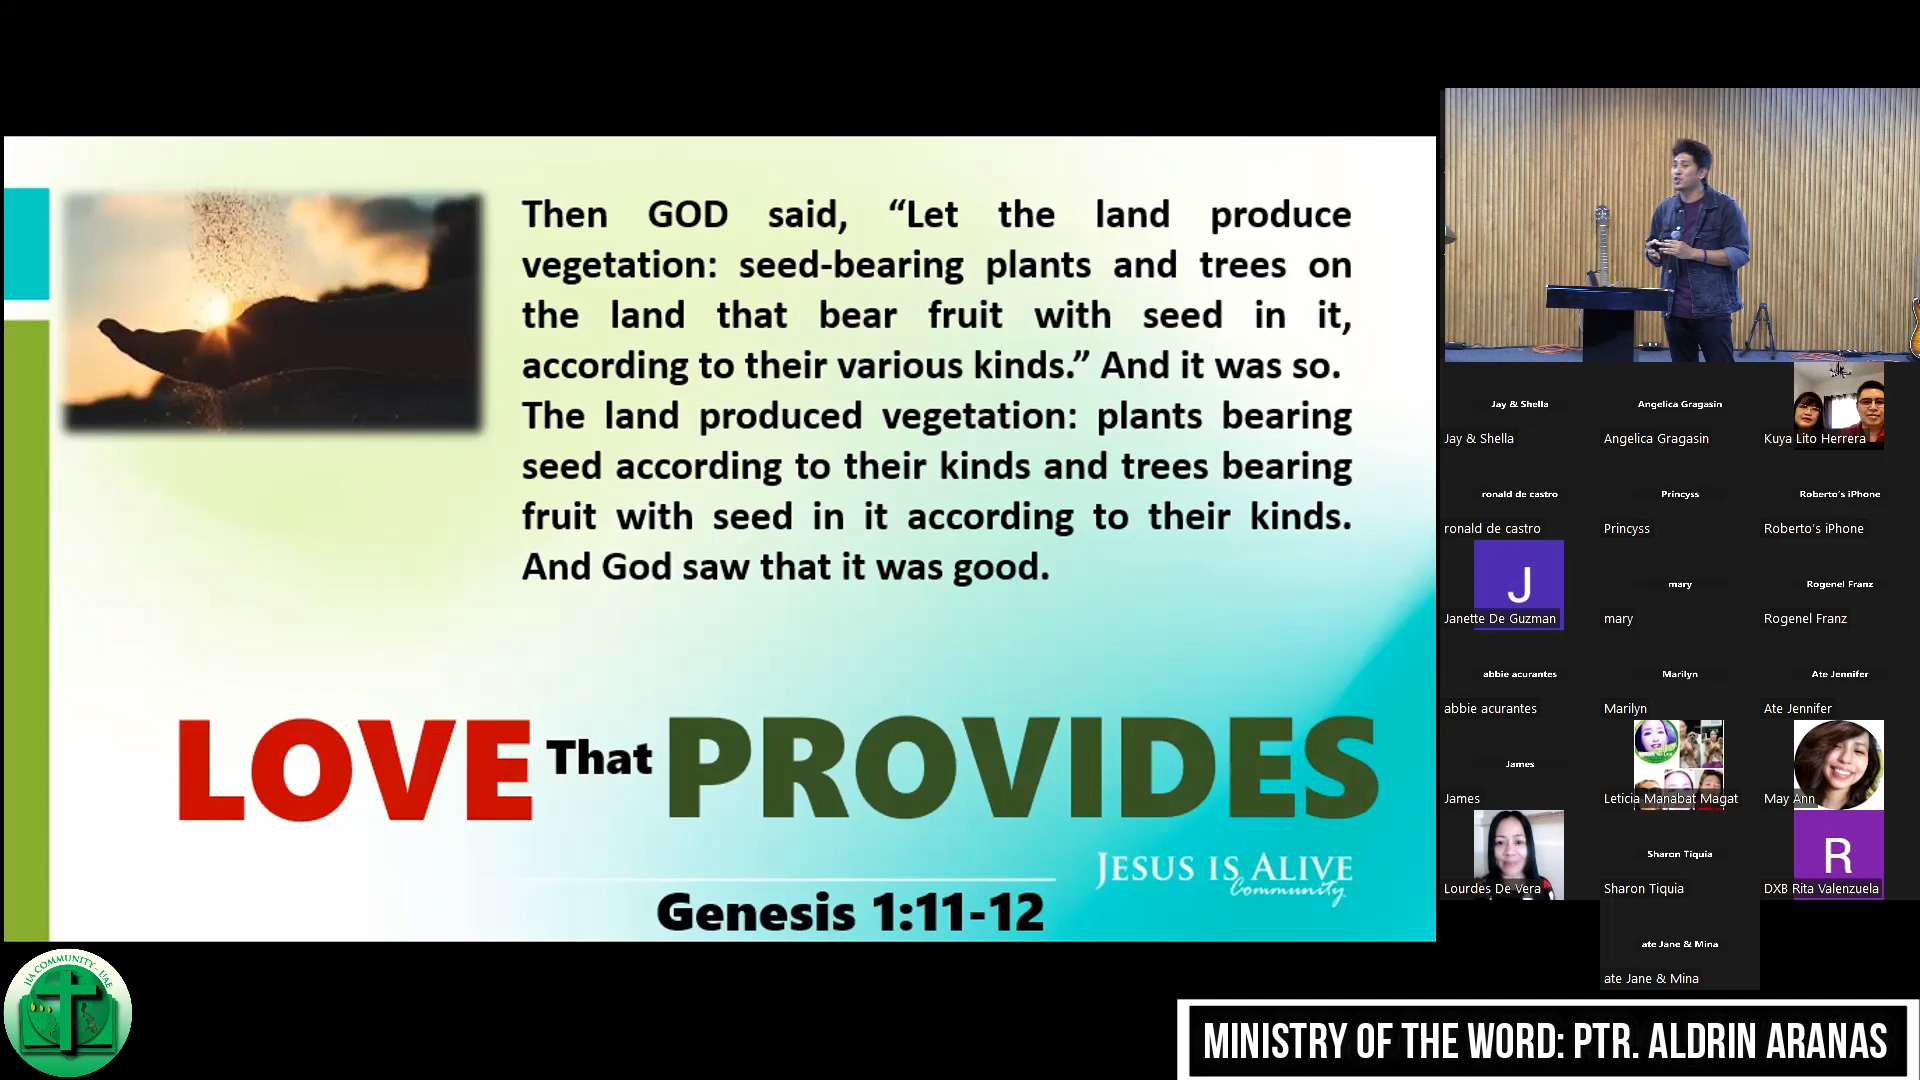 Then GOD said, “Let the land produce
vegetation: seed-bearing plants and trees on
the land that bear fruit with seed in it,
according to their various kinds.” And it was so.
The land produced vegetation: plants bearing
seed according to their kinds and trees bearing
fruit with seed in it according to their kinds.
And God saw that it was good.
LOVE That PROVIDES
JESUS IS ALIVE
Community
Genesis 1:11-12
Jay & Shella
Jay & Shella
Angelica Gragasin
Angelica Gragasin
Kuya Lito Herrera
ronald de castro
ronald de castro
Princyss
Princyss
Roberto's iPhone
Roberto's iPhone
J
Janette De Guzman
mary
mary
Rogenel Franz
Rogenel Franz
abbie acurantes
abbie acurantes
Marilyn
Marilyn
Ate Jennifer
Ate Jennifer
James
James
Leticia Manabat Magat
May Ann
Lourdes De Vera
Sharon Tiquia
Sharon Tiquia
R
DXB Rita Valenzuela
ate Jane & Mina
ate Jane & Mina
JIA COMMUNITY - UAE
MINISTRY OF THE WORD: PTR. ALDRIN ARANAS